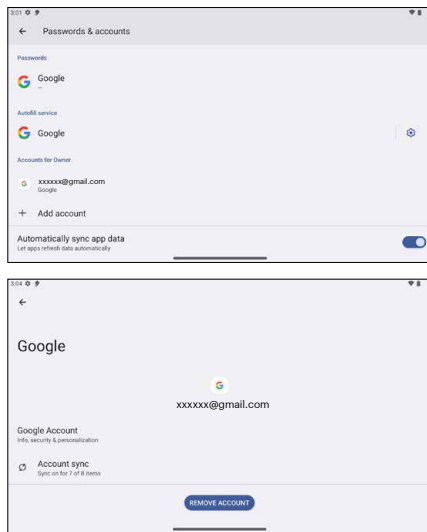 3:01
Passwords & accounts
Passwords
Google
--
Autofill service
Google
Accounts for Owner
xxxxxx@gmail.com
Google
Add account
Automatically sync app data
Let apps refresh data automatically
3:04
Google
xxxxxx@gmail.com
Google Account
Info, security & personalization
Account sync
Sync on for 7 of 8 items
REMOVE ACCOUNT